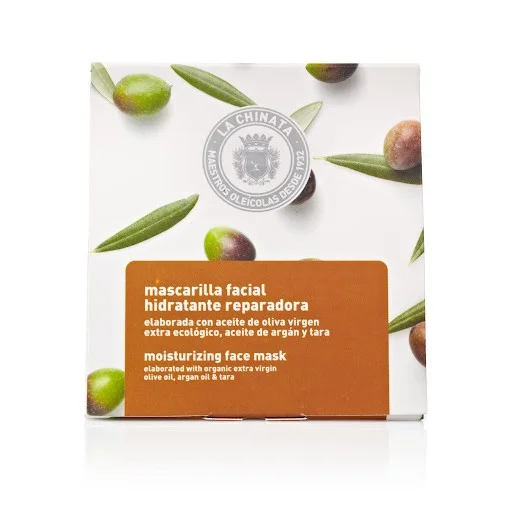 LA CHINATA
MAESTROS OLEÍCOLAS DESDE 1932
mascarilla facial
hidratante reparadora
elaborada con aceite de oliva virgen
extra ecológico, aceite de argán y tara
moisturizing face mask
elaborated with organic extra virgin
olive oil, argan oil & tara